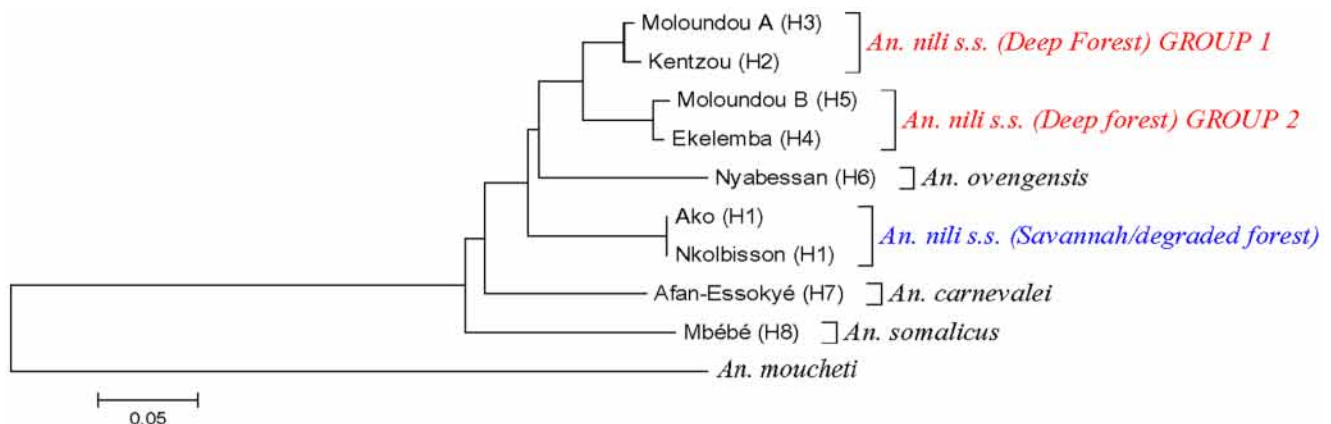 Moloundou A (H3)
An. nili s.s. (Deep Forest) GROUP 1
Kentzou (H2)
Moloundou B (H5)
An. nili s.s. (Deep forest) GROUP 2
Ekelemba (H4)
Nyabessan (H6) An. ovengensis
Ako (H1)
An. nili s.s. (Savannah/degraded forest)
Nkolbisson (H1)
Afan-Essokyé (H7) An. carnevalei
Mbébé (H8) An. somalicus
An. moucheti
0.05